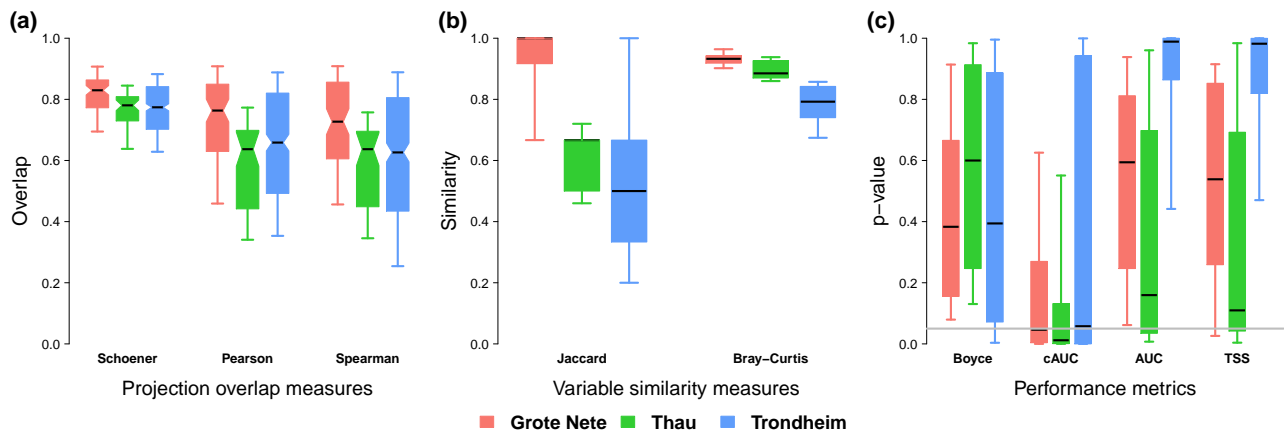 (a)
Overlap
1.0
0.8
0.6
0.4
0.2
0.0
Schoener Pearson Spearman
Projection overlap measures
(b)
Similarity
1.0
0.8
0.6
0.4
0.2
0.0
Jaccard Bray−Curtis
Variable similarity measures
(c)
p−value
1.0
0.8
0.6
0.4
0.2
0.0
Boyce cAUC AUC TSS
Performance metrics
Grote Nete Thau Trondheim